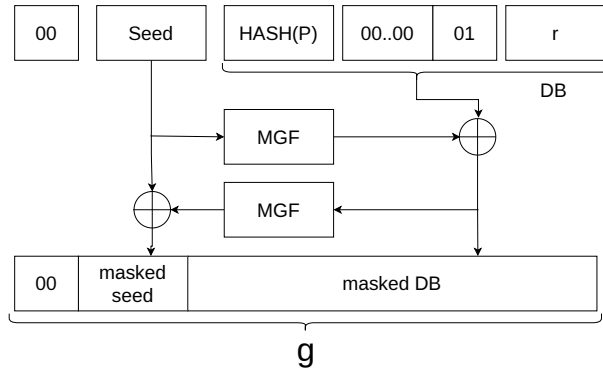 00 Seed HASH(P) 00..00 01 r
DB
MGF
MGF
00 masked seed masked DB
g